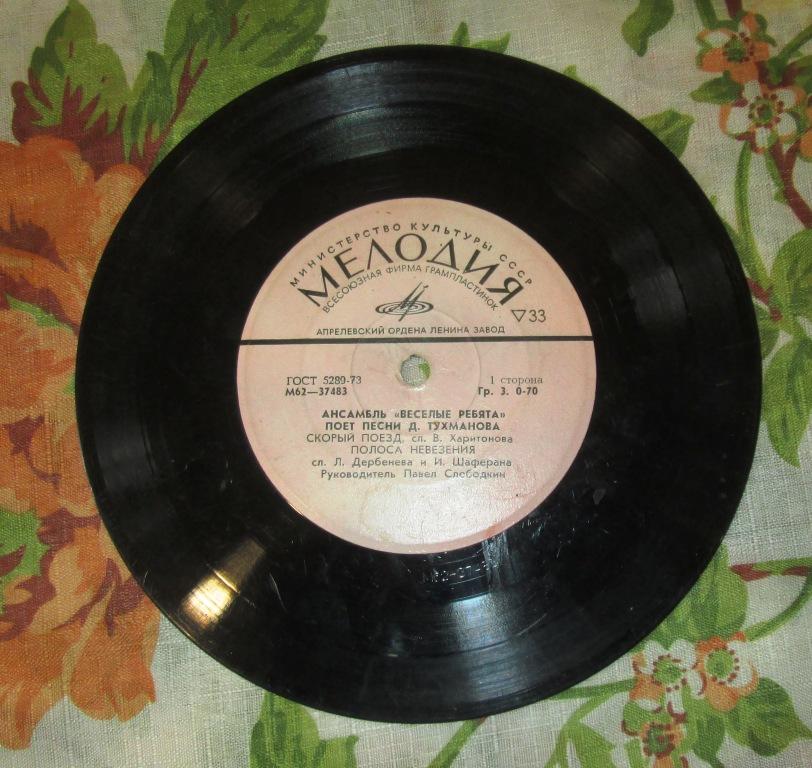 МИНИСТЕРСТВО КУЛЬТУРЫ СССР
МЕЛОДИЯ
ВСЕСОЮЗНАЯ ФИРМА ГРАМПЛАСТИНОК
▽33
АПРЕЛЕВСКИЙ ОРДЕНА ЛЕНИНА ЗАВОД
ГОСТ 5289-73 1 сторона
М62—37483 Гр. 3. 0-70
АНСАМБЛЬ «ВЕСЕЛЫЕ РЕБЯТА»
ПОЕТ ПЕСНИ Д. ТУХМАНОВА
СКОРЫЙ ПОЕЗД, сл. В. Харитонова
ПОЛОСА НЕВЕЗЕНИЯ
сл. Л. Дербенева и И. Шаферана
Руководитель Павел Слободкин